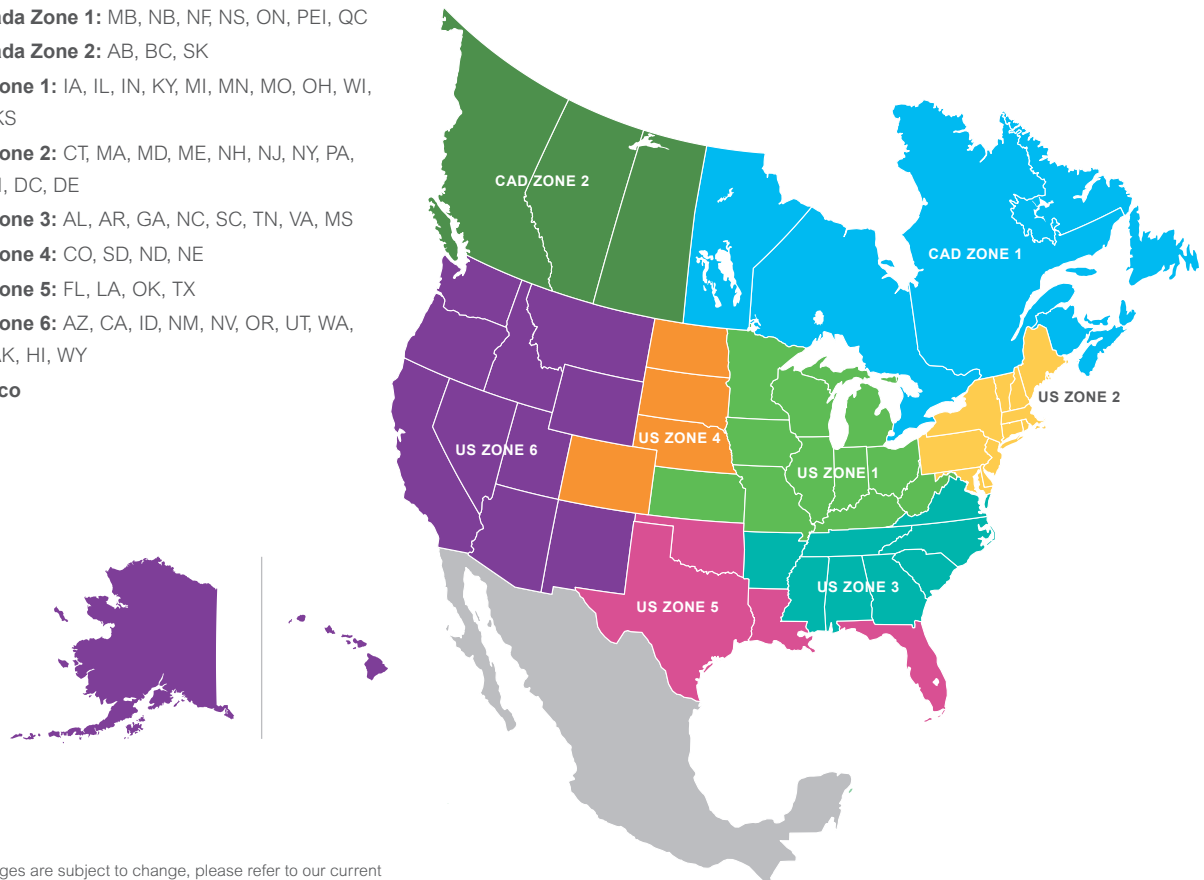 ada Zone 1: MB, NB, NF, NS, ON, PEI, QC
ada Zone 2: AB, BC, SK
one 1: IA, IL, IN, KY, MI, MN, MO, OH, WI,
KS
one 2: CT, MA, MD, ME, NH, NJ, NY, PA,
I, DC, DE
one 3: AL, AR, GA, NC, SC, TN, VA, MS
one 4: CO, SD, ND, NE
one 5: FL, LA, OK, TX
one 6: AZ, CA, ID, NM, NV, OR, UT, WA,
AK, HI, WY
co
CAD ZONE 2
CAD ZONE 1
US ZONE 2
US ZONE 4
US ZONE 6
US ZONE 1
US ZONE 3
US ZONE 5
ges are subject to change, please refer to our current